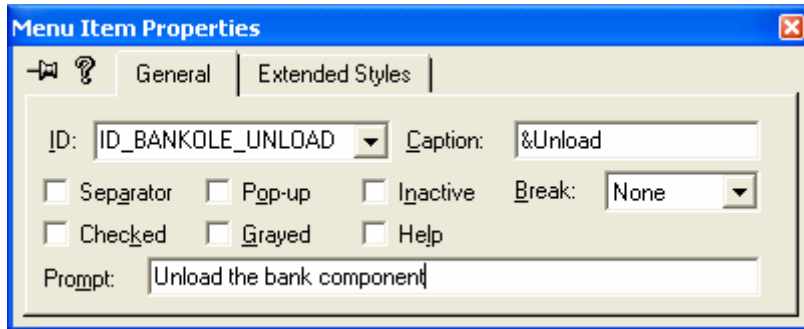 Menu Item Properties
General Extended Styles
ID: ID_BANKOLE_UNLOAD Caption: &Unload
Separator Pop-up Inactive Break: None
Checked Grayed Help
Prompt: Unload the bank component